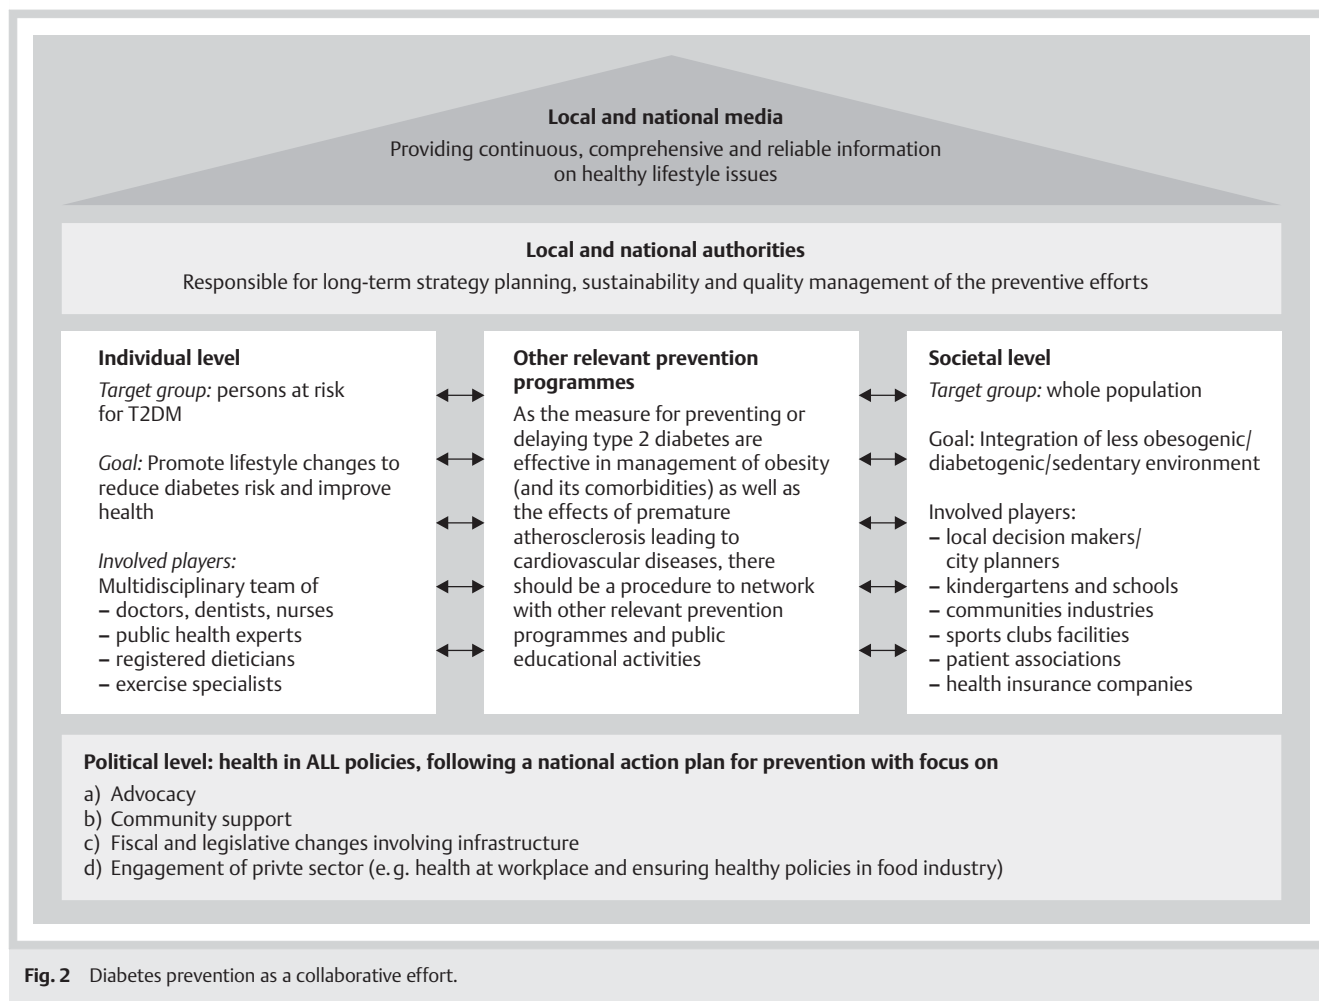 Local and national media
Providing continuous, comprehensive and reliable information
on healthy lifestyle issues
Local and national authorities
Responsible for long-term strategy planning, sustainability and quality management of the preventive efforts
Individual level
Target group: persons at risk
for T2DM
Goal: Promote lifestyle changes to
reduce diabetes risk and improve
health
Involved players:
Multidisciplinary team of
– doctors, dentists, nurses
– public health experts
– registered dieticians
– exercise specialists
Other relevant prevention
programmes
As the measure for preventing or
delaying type 2 diabetes are
effective in management of obesity
(and its comorbidities) as well as
the effects of premature
atherosclerosis leading to
cardiovascular diseases, there
should be a procedure to network
with other relevant prevention
programmes and public
educational activities
Societal level
Target group: whole population
Goal: Integration of less obesogenic/
diabetogenic/sedentary environment
Involved players:
– local decision makers/
city planners
– kindergartens and schools
– communities industries
– sports clubs facilities
– patient associations
– health insurance companies
Political level: health in ALL policies, following a national action plan for prevention with focus on
a) Advocacy
b) Community support
c) Fiscal and legislative changes involving infrastructure
d) Engagement of privte sector (e. g. health at workplace and ensuring healthy policies in food industry)
Fig. 2 Diabetes prevention as a collaborative effort.